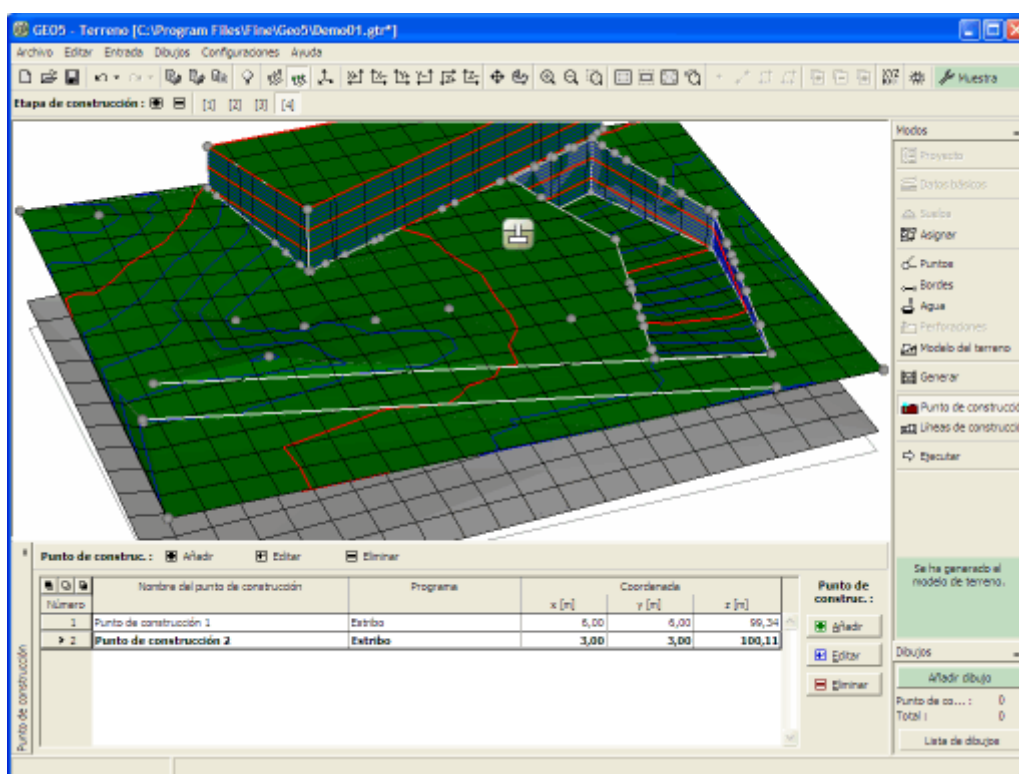 GEO5 - Terreno [C:\Program Files\Fine\Geo5\Demo01.gtr*]
Archivo Editar Entrada Dibujos Configuraciones Ayuda
Muestra
Etapa de construcción : [1] [2] [3] [4]
Modos
Proyecto
Datos básicos
Suelos
Asignar
Puntos
Bordes
Agua
Perforaciones
Modelo del terreno
Generar
Punto de construcció
Líneas de construcció
Ejecutar
Se ha generado el
modelo de terreno.
Dibujos
Añadir dibujo
Punto de co... : 0
Total : 0
Lista de dibujos
Punto de construcción
Punto de construc. : Añadir Editar Eliminar
Número Nombre del punto de construcción Programa Coordenada
x [m] y [m] z [m]
1 Punto de construcción 1 Estribo 6,00 6,00 99,34
2 Punto de construcción 2 Estribo 3,00 3,00 100,11
Punto de
construc. :
Añadir
Editar
Eliminar